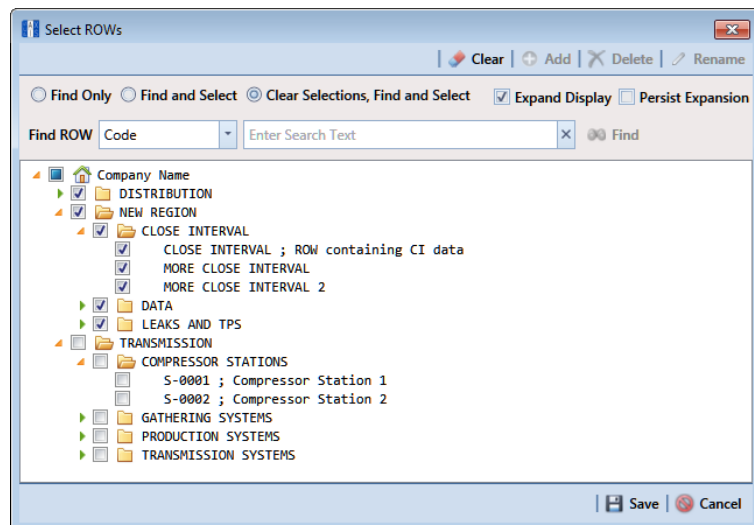 Select ROWs
Clear Add Delete Rename
Find Only Find and Select Clear Selections, Find and Select Expand Display Persist Expansion
Find ROW Code Enter Search Text Find
Company Name
DISTRIBUTION
NEW REGION
CLOSE INTERVAL
CLOSE INTERVAL ; ROW containing CI data
MORE CLOSE INTERVAL
MORE CLOSE INTERVAL 2
DATA
LEAKS AND TPS
TRANSMISSION
COMPRESSOR STATIONS
S-0001 ; Compressor Station 1
S-0002 ; Compressor Station 2
GATHERING SYSTEMS
PRODUCTION SYSTEMS
TRANSMISSION SYSTEMS
Save Cancel